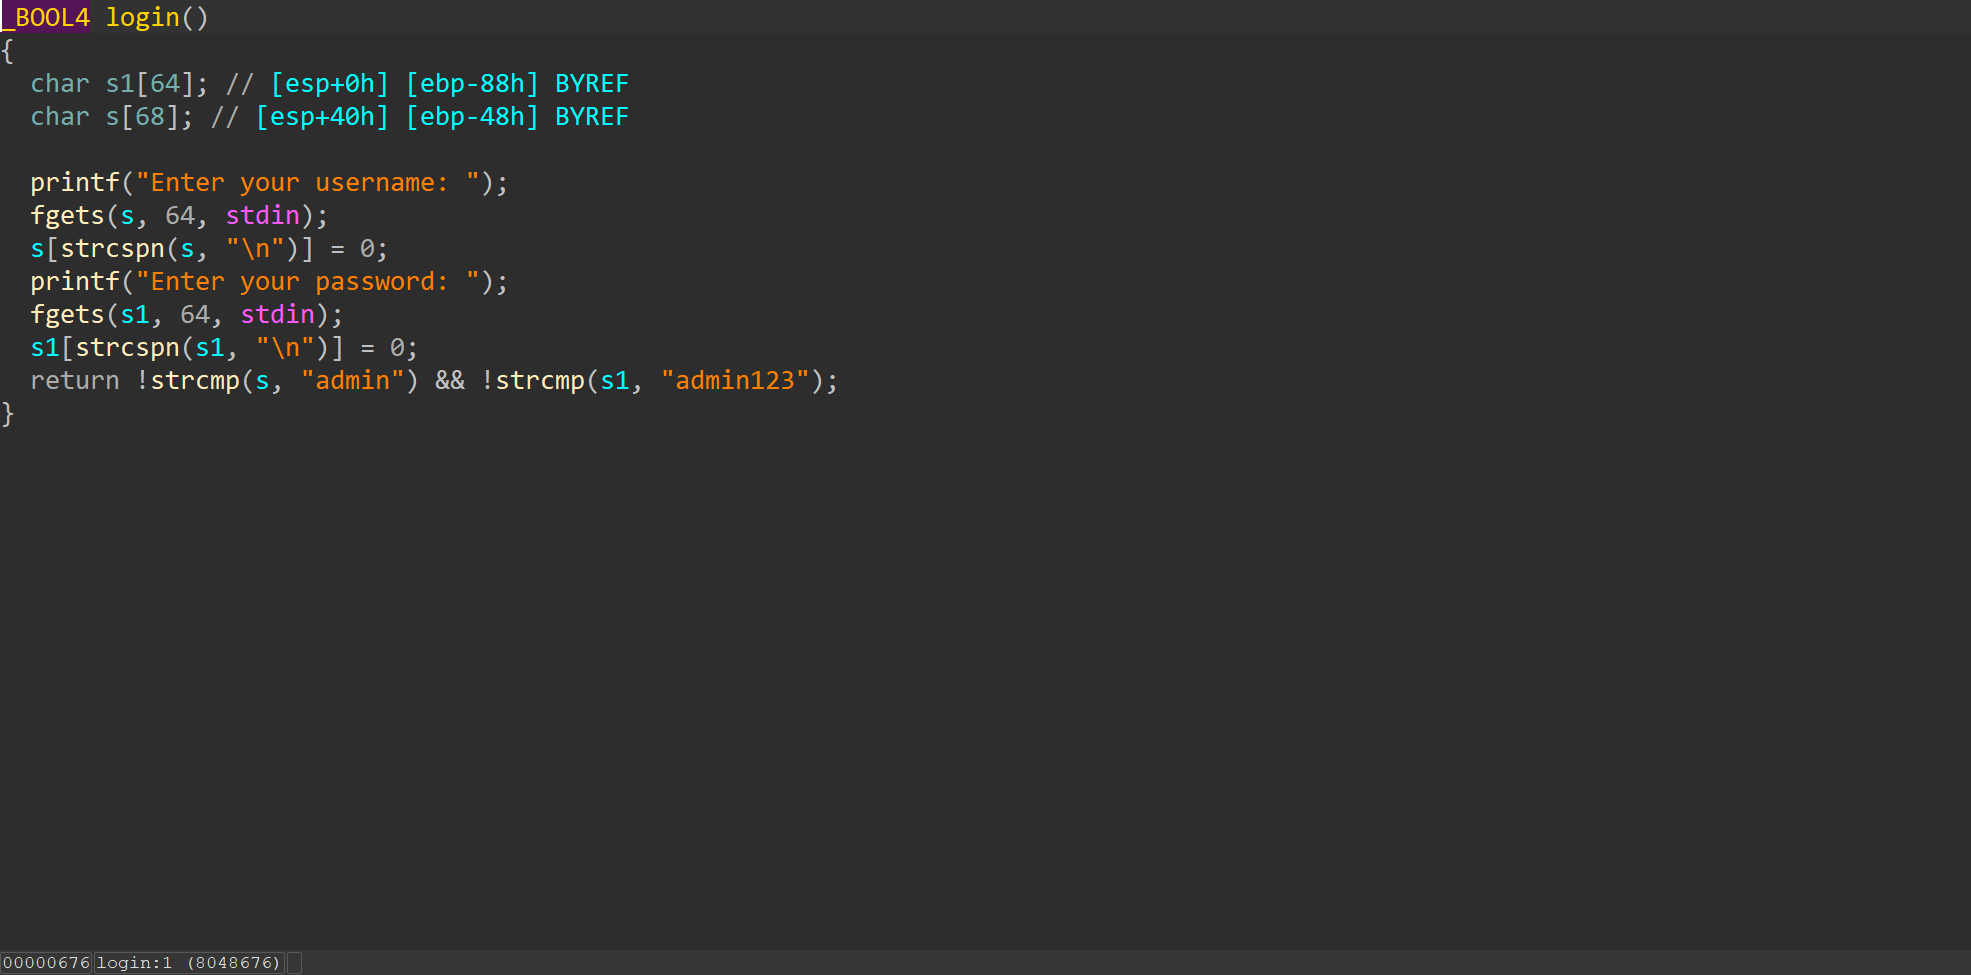 _BOOL4 login()
{
  char s1[64]; // [esp+0h] [ebp-88h] BYREF
  char s[68]; // [esp+40h] [ebp-48h] BYREF

  printf("Enter your username: ");
  fgets(s, 64, stdin);
  s[strcspn(s, "\n")] = 0;
  printf("Enter your password: ");
  fgets(s1, 64, stdin);
  s1[strcspn(s1, "\n")] = 0;
  return !strcmp(s, "admin") && !strcmp(s1, "admin123");
}
00000676 login:1 (8048676)